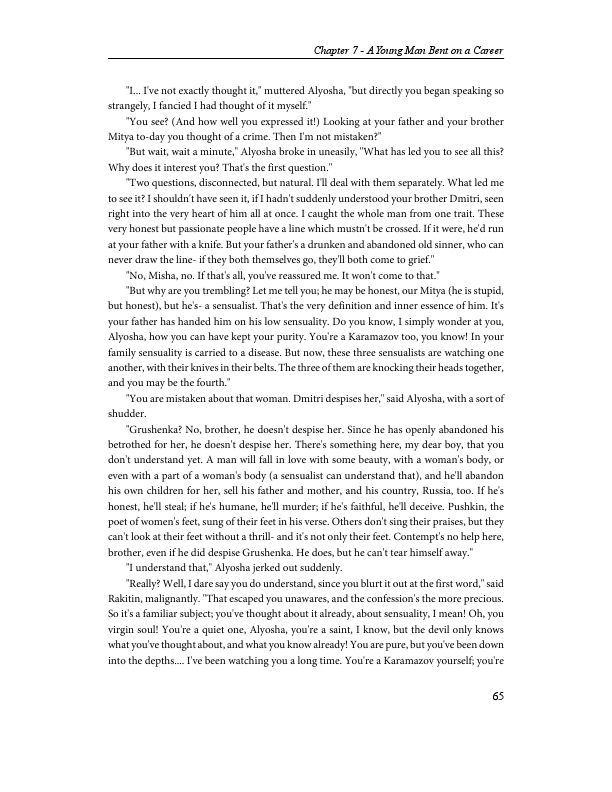 Chapter 7 - A Young Man Bent on a Career
"I... I've not exactly thought it," muttered Alyosha, "but directly you began speaking so
strangely, I fancied I had thought of it myself."
"You see? (And how well you expressed it!) Looking at your father and your brother
Mitya to-day you thought of a crime. Then I'm not mistaken?"
"But wait, wait a minute," Alyosha broke in uneasily, "What has led you to see all this?
Why does it interest you? That's the first question."
"Two questions, disconnected, but natural. I'll deal with them separately. What led me
to see it? I shouldn't have seen it, if I hadn't suddenly understood your brother Dmitri, seen
right into the very heart of him all at once. I caught the whole man from one trait. These
very honest but passionate people have a line which mustn't be crossed. If it were, he'd run
at your father with a knife. But your father's a drunken and abandoned old sinner, who can
never draw the line- if they both themselves go, they'll both come to grief."
"No, Misha, no. If that's all, you've reassured me. It won't come to that."
"But why are you trembling? Let me tell you; he may be honest, our Mitya (he is stupid,
but honest), but he's- a sensualist. That's the very definition and inner essence of him. It's
your father has handed him on his low sensuality. Do you know, I simply wonder at you,
Alyosha, how you can have kept your purity. You're a Karamazov too, you know! In your
family sensuality is carried to a disease. But now, these three sensualists are watching one
another, with their knives in their belts. The three of them are knocking their heads together,
and you may be the fourth."
"You are mistaken about that woman. Dmitri despises her," said Alyosha, with a sort of
shudder.
"Grushenka? No, brother, he doesn't despise her. Since he has openly abandoned his
betrothed for her, he doesn't despise her. There's something here, my dear boy, that you
don't understand yet. A man will fall in love with some beauty, with a woman's body, or
even with a part of a woman's body (a sensualist can understand that), and he'll abandon
his own children for her, sell his father and mother, and his country, Russia, too. If he's
honest, he'll steal; if he's humane, he'll murder; if he's faithful, he'll deceive. Pushkin, the
poet of women's feet, sung of their feet in his verse. Others don't sing their praises, but they
can't look at their feet without a thrill- and it's not only their feet. Contempt's no help here,
brother, even if he did despise Grushenka. He does, but he can't tear himself away."
"I understand that," Alyosha jerked out suddenly.
"Really? Well, I dare say you do understand, since you blurt it out at the first word," said
Rakitin, malignantly. "That escaped you unawares, and the confession's the more precious.
So it's a familiar subject; you've thought about it already, about sensuality, I mean! Oh, you
virgin soul! You're a quiet one, Alyosha, you're a saint, I know, but the devil only knows
what you've thought about, and what you know already! You are pure, but you've been down
into the depths.... I've been watching you a long time. You're a Karamazov yourself; you're
65